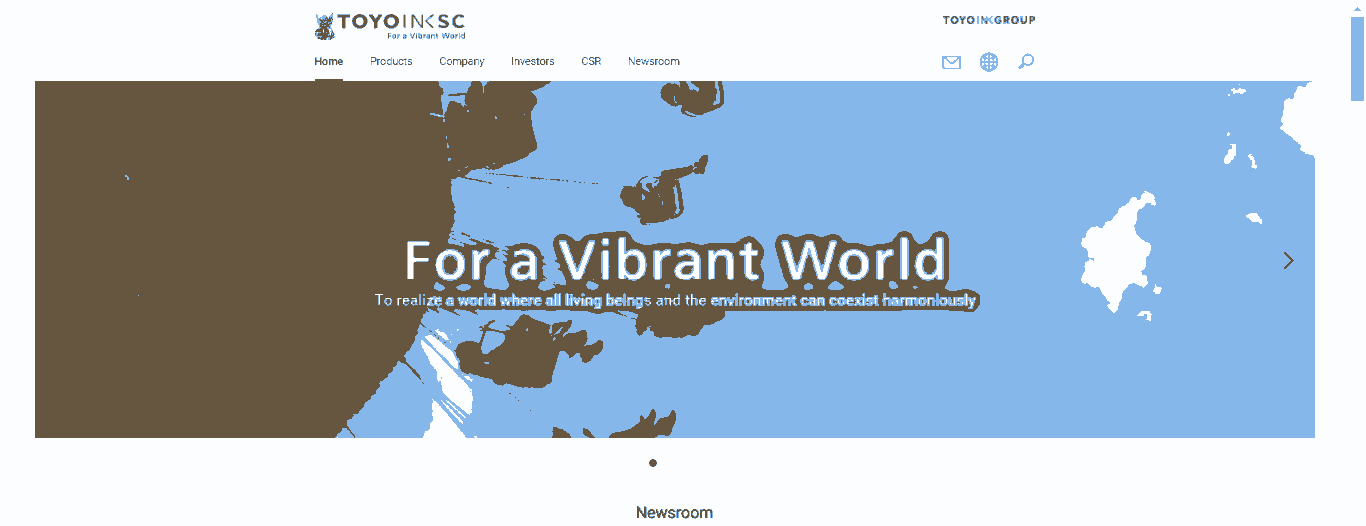 TOYOINKSC
For a Vibrant World
TOYOINKGROUP
Home Products Company Investors CSR Newsroom
For a Vibrant World
To realize a world where all living beings and the environment can coexist harmoniously
Newsroom